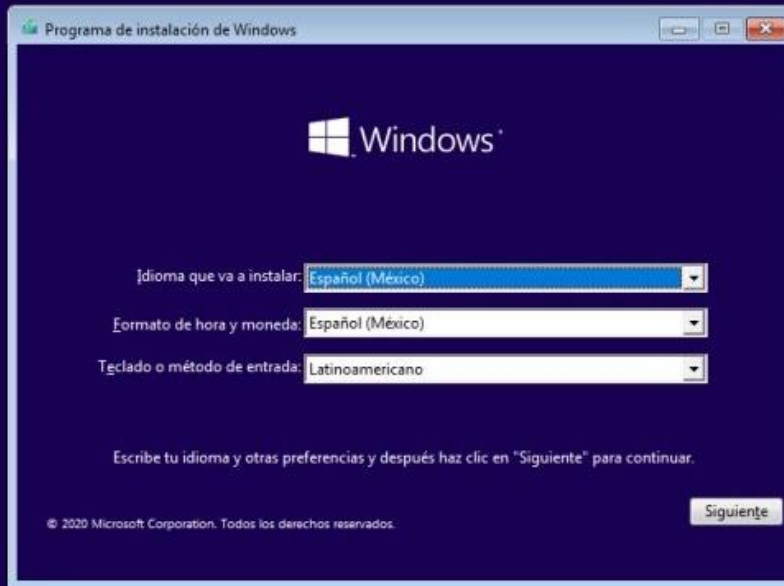 Programa de instalación de Windows
Windows
Idioma que va a instalar: Español (México)
Formato de hora y moneda: Español (México)
Teclado o método de entrada: Latinoamericano
Escribe tu idioma y otras preferencias y después haz clic en "Siguiente" para continuar.
Siguiente
© 2020 Microsoft Corporation. Todos los derechos reservados.